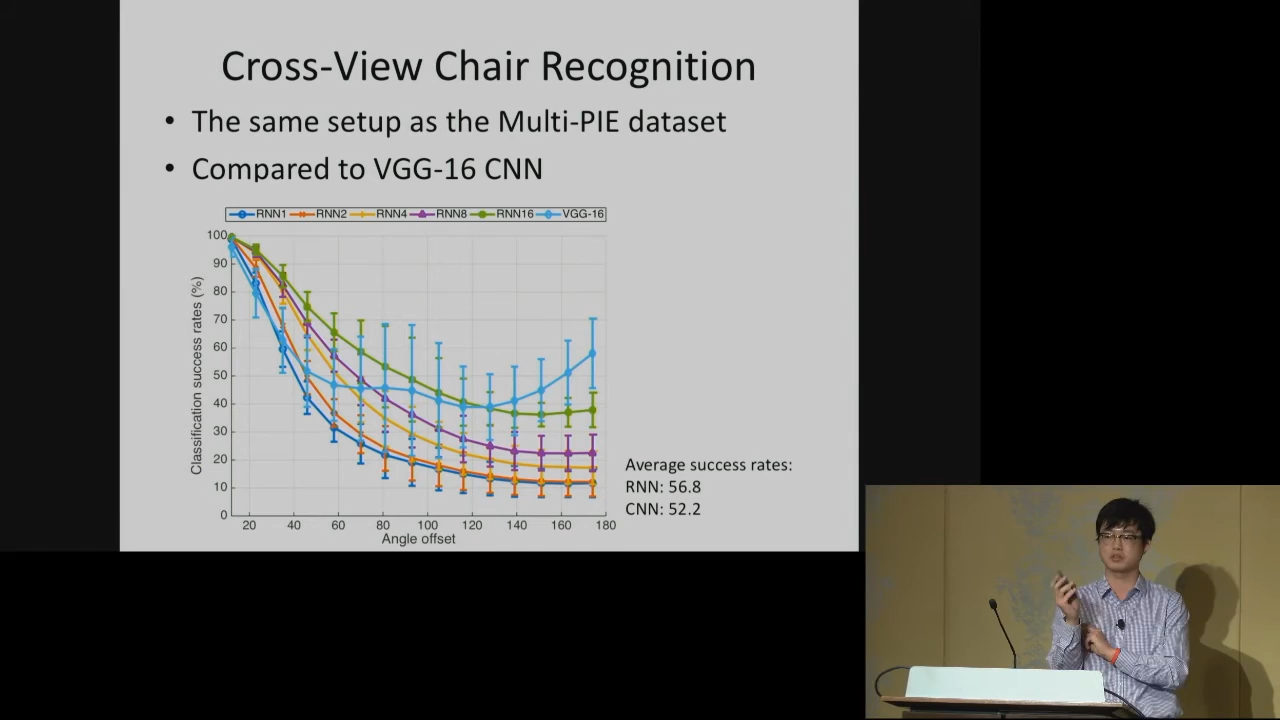 Cross-View Chair Recognition
• The same setup as the Multi-PIE dataset
• Compared to VGG-16 CNN
RNN1 RNN2 RNN4 RNN8 RNN16 VGG-16
100
90
80
70
60
50
40
30
20
10
0
Classification success rates (%)
20 40 60 80 100 120 140 160 180
Angle offset
Average success rates:
RNN: 56.8
CNN: 52.2